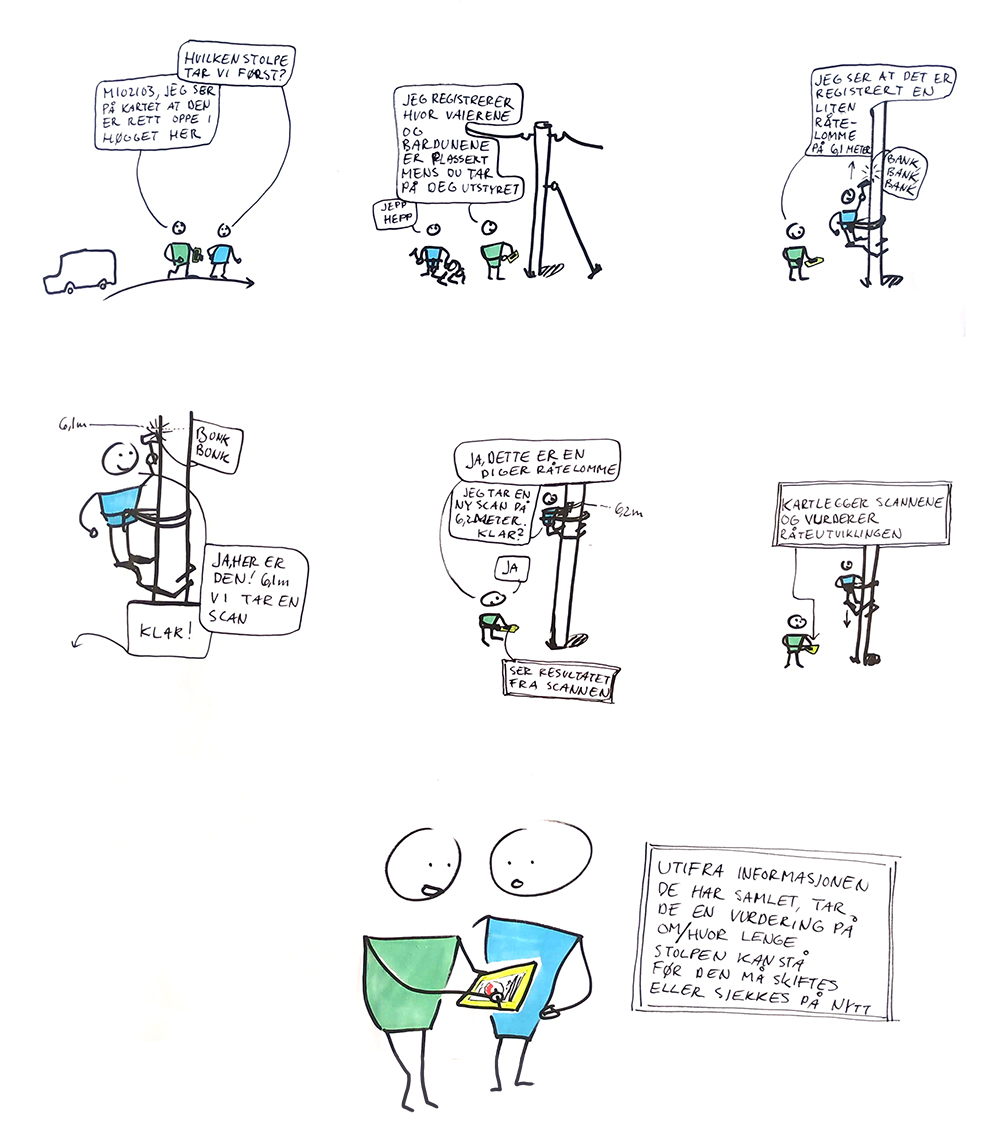 HVILKEN STOLPE
TAR VI FØRST?
M102103, JEG SER
PÅ KARTET AT DEN
ER RETT OPPE I
HØGGET HER
JEG REGISTRERER
HVOR VAIERENE
OG
BARDUNENE
ER PLASSERT
MENS DU TAR
PÅ DEG UTSTYRET
JEPP
HEPP
JEG SER AT DET ER
REGISTRERT EN
LITEN
RÅTE-
LOMME
PÅ 6,1 METER
BANK,
BANK,
BANK
6,1m
BONK
BONK
JA, HER ER
DEN! 6,1m
VI TAR EN
SCAN
KLAR!
JA, DETTE ER EN
DIGER RÅTELOMME
JEG TAR EN
NY SCAN PÅ
6,2 METER.
KLAR?
6,2m
JA
SER RESULTATET
FRA SCANNEN
KARTLEGGER SCANNENE
OG VURDERER
RÅTEUTVIKLINGEN
UTIFRA INFORMASJONEN
DE HAR SAMLET, TAR
DE EN VURDERING PÅ
OM/HVOR LENGE
STOLPEN KAN STÅ
FØR DEN MÅ SKIFTES
ELLER SJEKKES PÅ NYTT